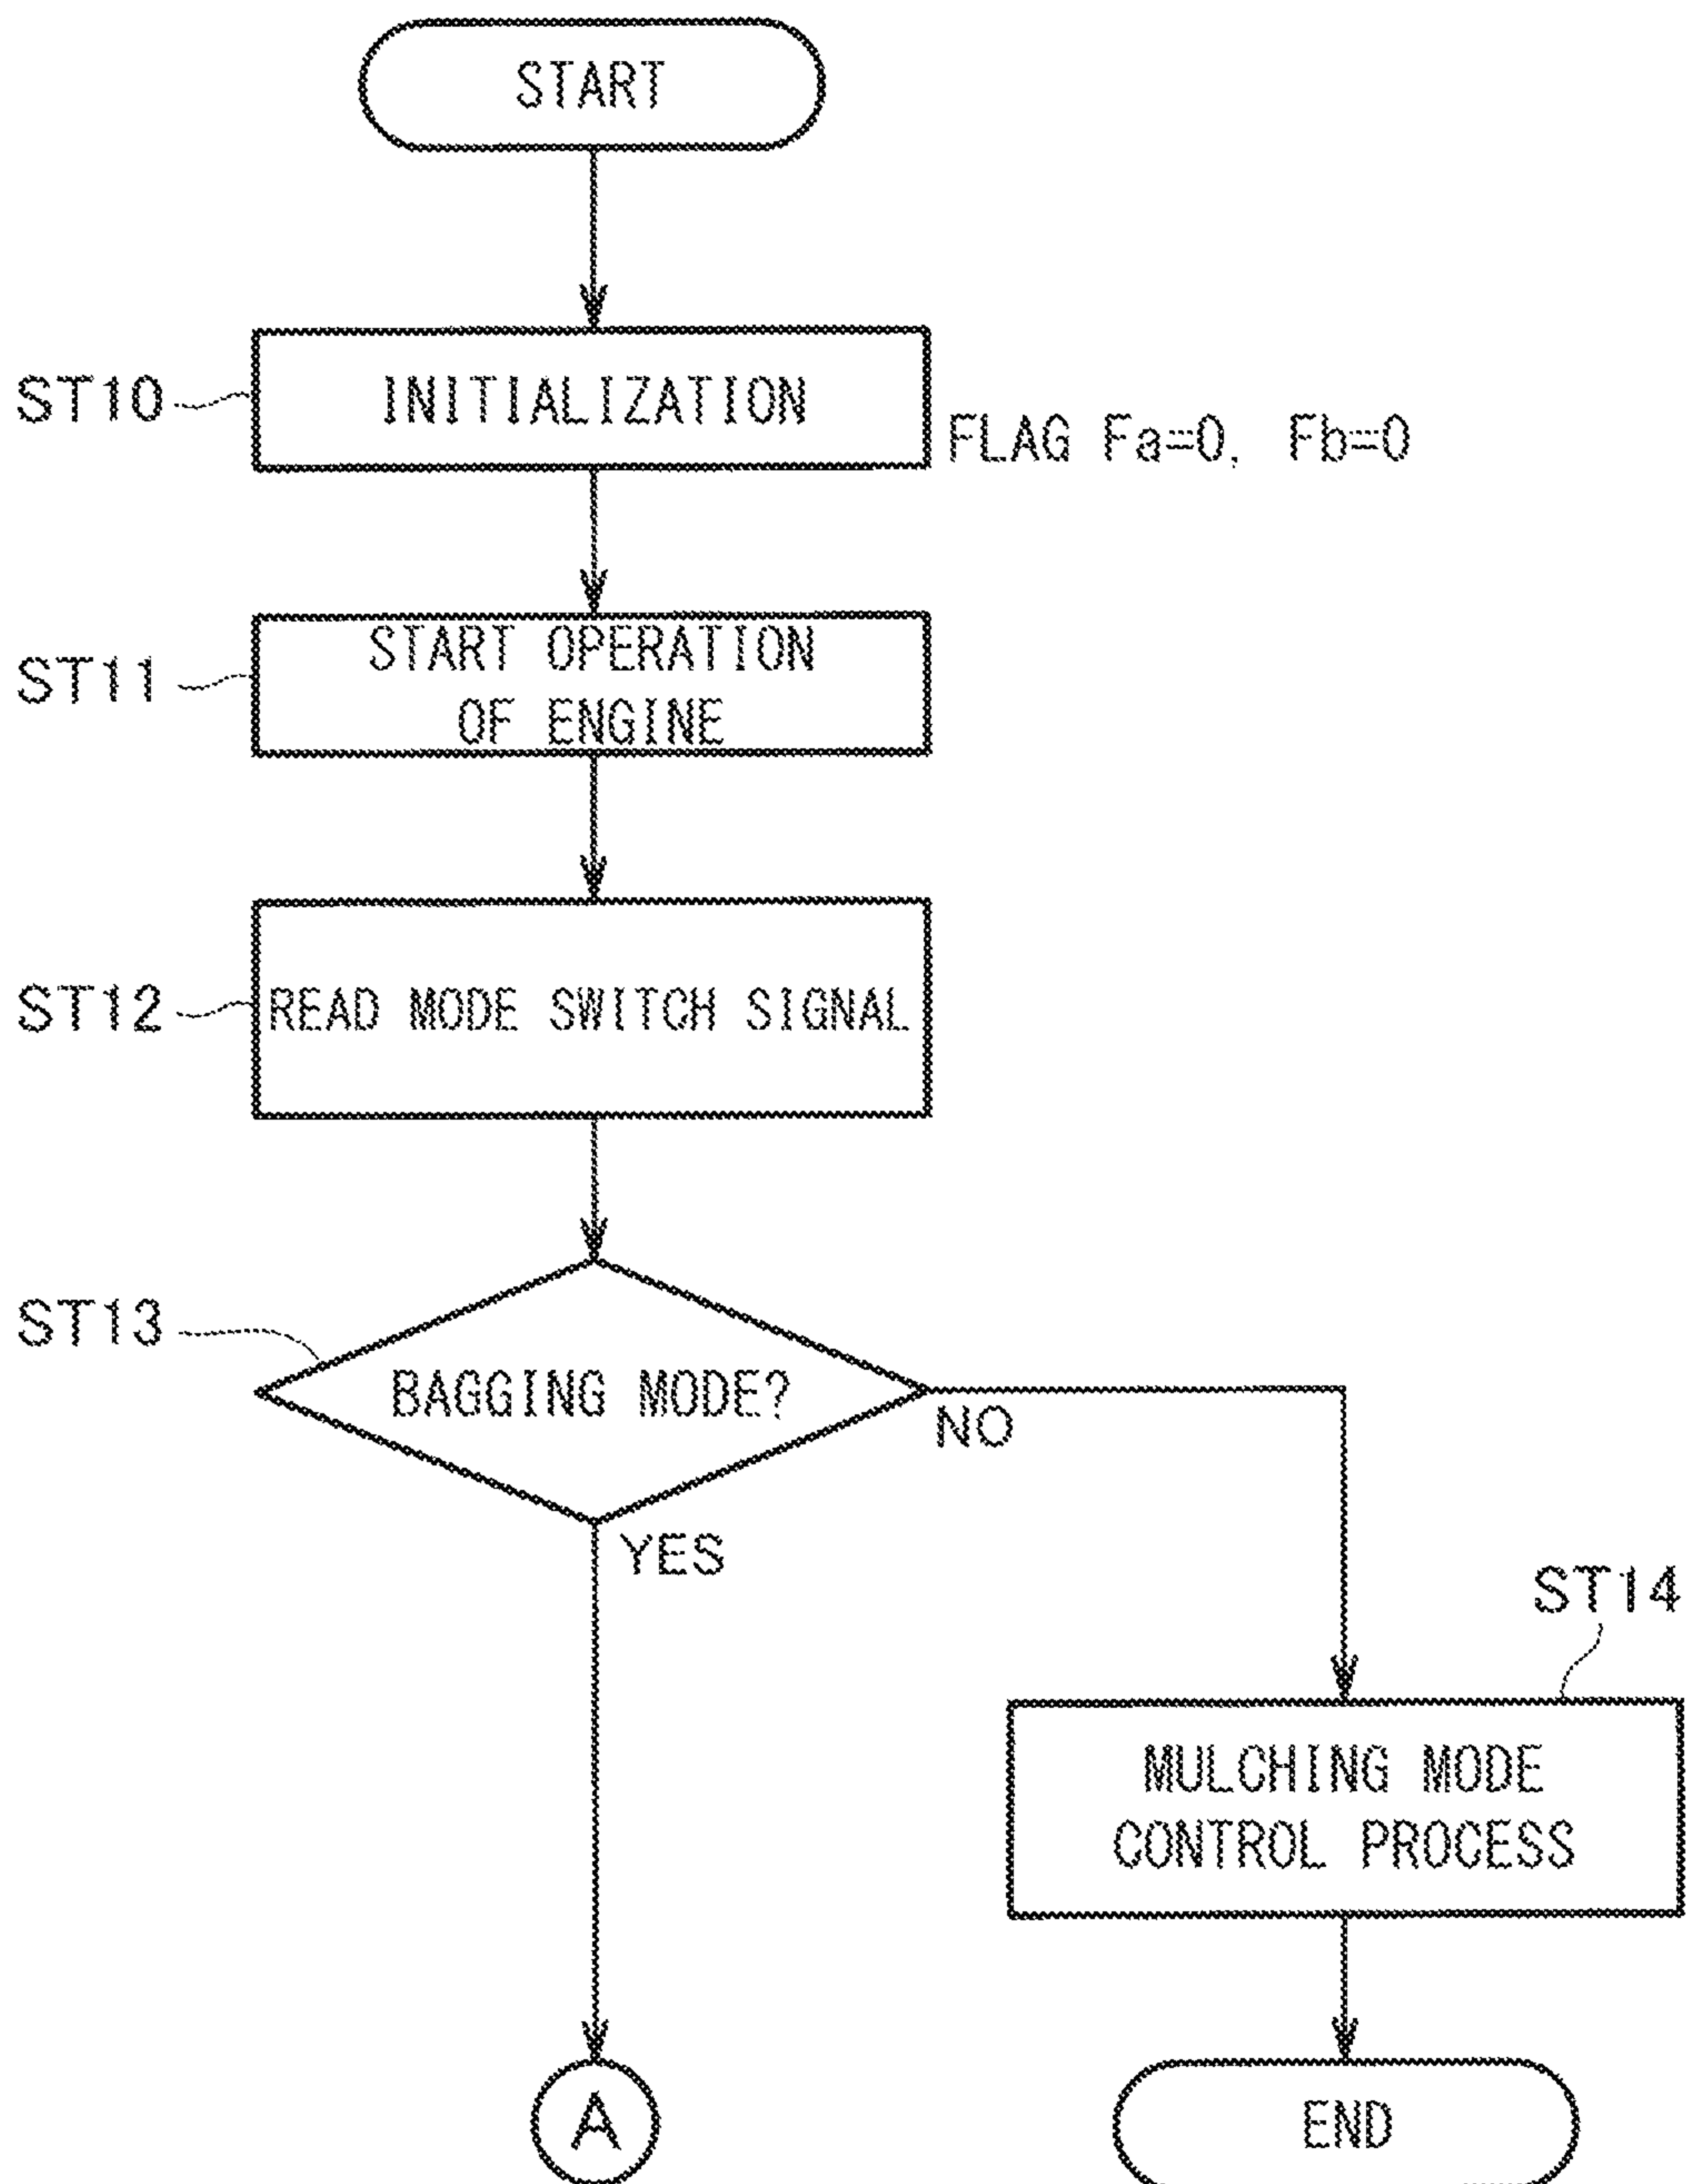 START
ST10
INITIALIZATION
FLAG Fa=0, Fb=0
ST11
START OPERATION
OF ENGINE
ST12
READ MODE SWITCH SIGNAL
ST13
BAGGING MODE?
NO
YES
ST14
MULCHING MODE
CONTROL PROCESS
A
END